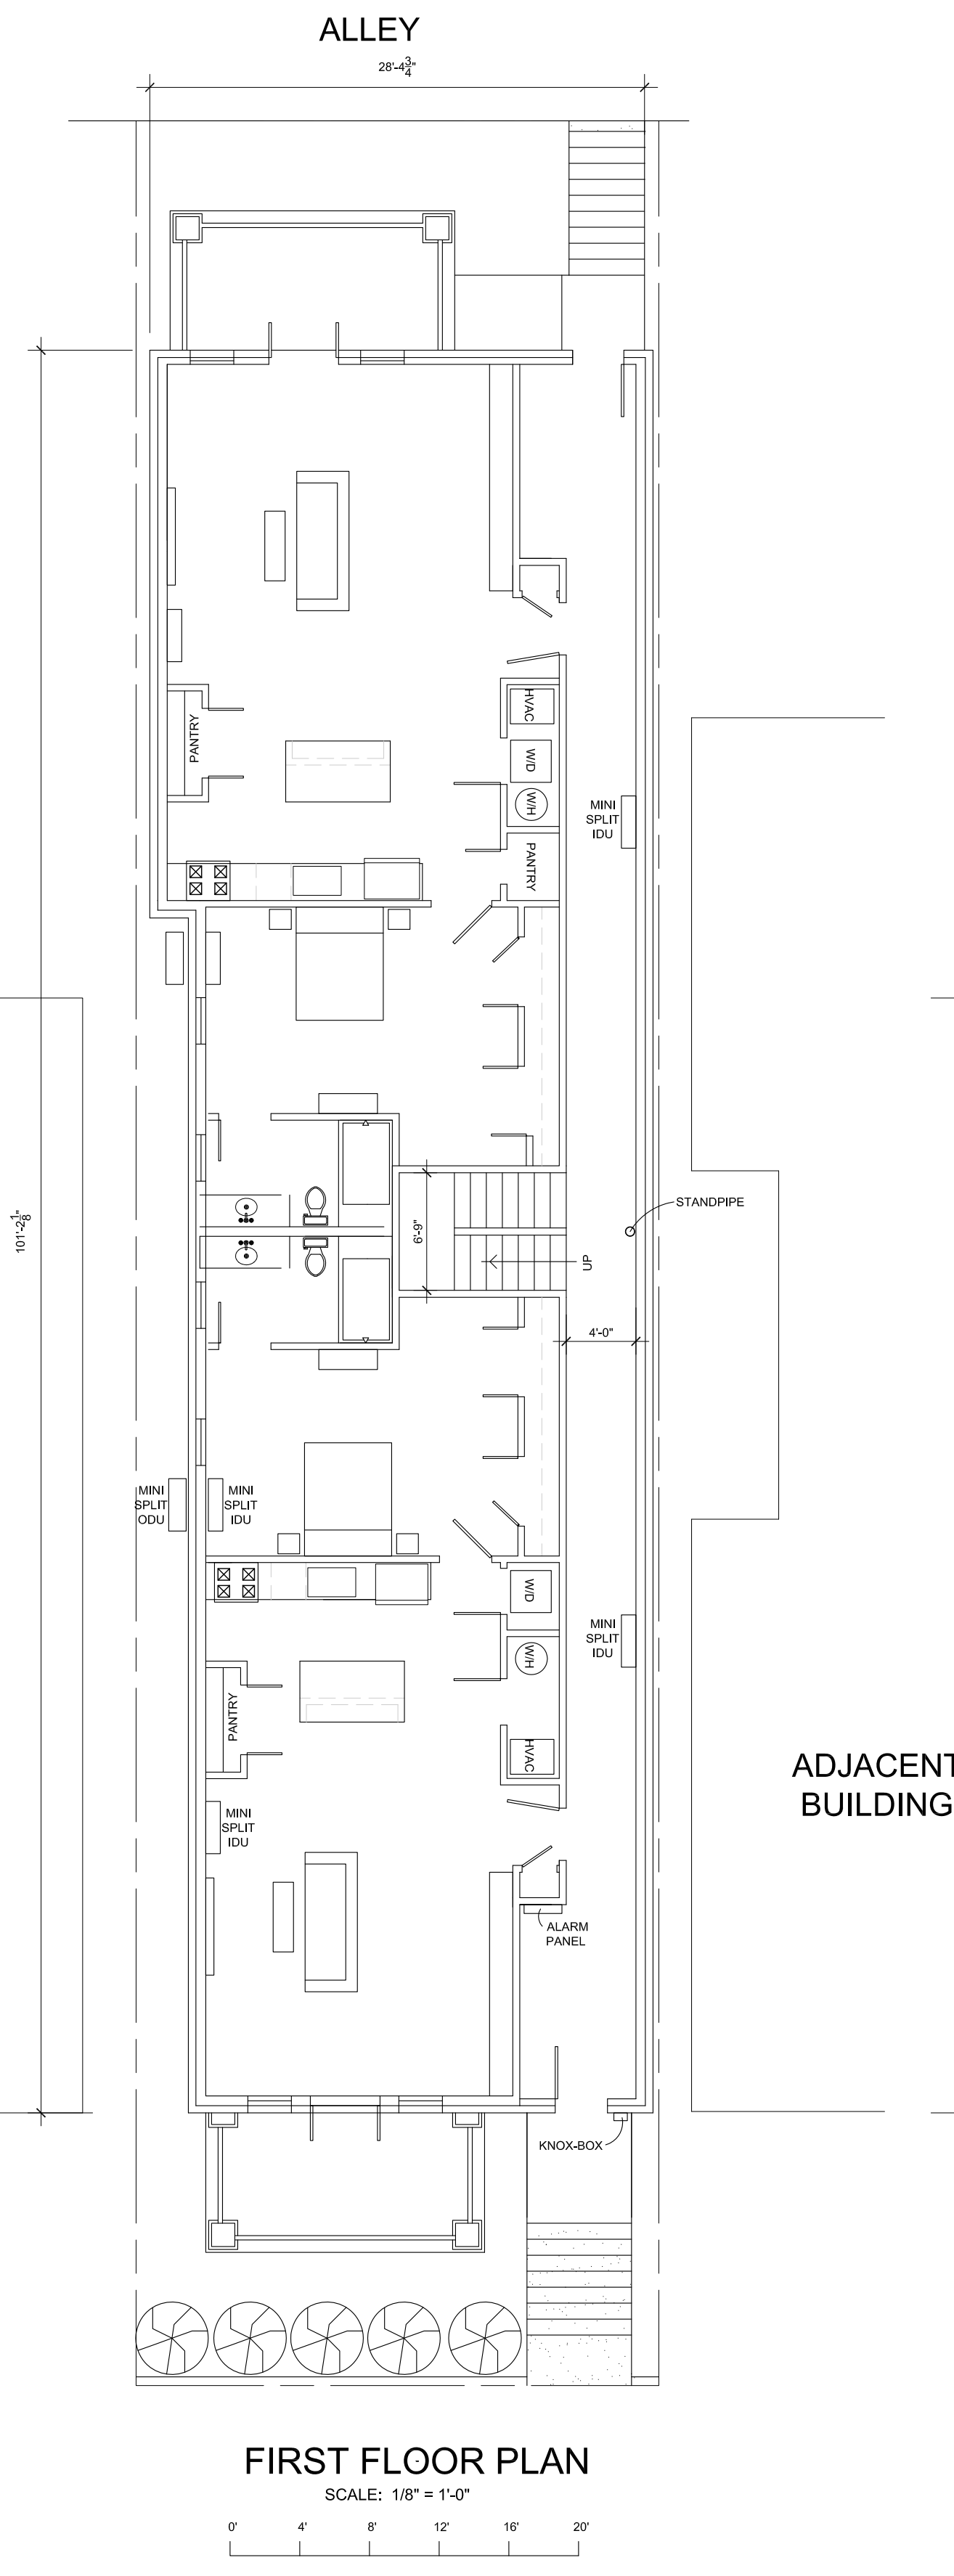 ALLEY
28'-4 3/4"
HVAC
PANTRY
W/D
W/H
MINI
SPLIT
IDU
PANTRY
101'-2 1/8"
6'-9"
STANDPIPE
UP
4'-0"
MINI
SPLIT
ODU
MINI
SPLIT
IDU
W/D
MINI
SPLIT
IDU
W/H
PANTRY
HVAC
ADJACENT
BUILDING
MINI
SPLIT
IDU
ALARM
PANEL
KNOX-BOX
FIRST FLOOR PLAN
SCALE: 1/8" = 1'-0"
0' 4' 8' 12' 16' 20'